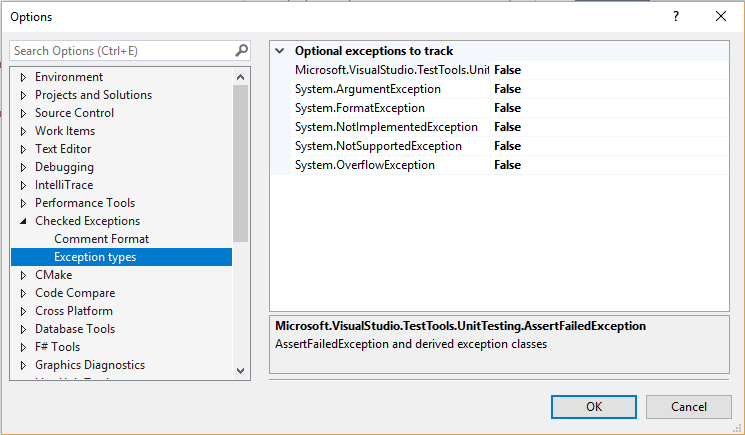 Options
?
Search Options (Ctrl+E)
Environment
Projects and Solutions
Source Control
Work Items
Text Editor
Debugging
IntelliTrace
Performance Tools
Checked Exceptions
Comment Format
Exception types
CMake
Code Compare
Cross Platform
Database Tools
F# Tools
Graphics Diagnostics
Optional exceptions to track
Microsoft.VisualStudio.TestTools.Unit False
System.ArgumentException False
System.FormatException False
System.NotImplementedException False
System.NotSupportedException False
System.OverflowException False
Microsoft.VisualStudio.TestTools.UnitTesting.AssertFailedException
AssertFailedException and derived exception classes
OK
Cancel